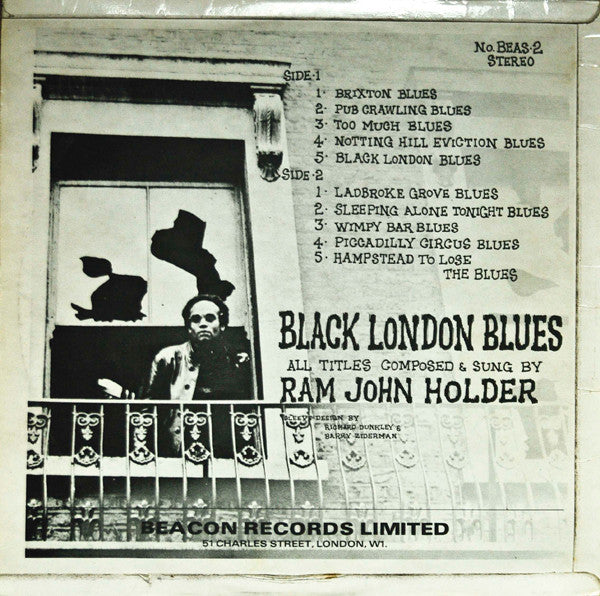 No. BEAS·2
STEREO
SIDE·1
1· BRIXTON BLUES
2· PUB CRAWLING BLUES
3· TOO MUCH BLUES
4· NOTTING HILL EVICTION BLUES
5· BLACK LONDON BLUES
SIDE·2
1· LADBROKE GROVE BLUES
2· SLEEPING ALONE TONIGHT BLUES
3· WIMPY BAR BLUES
4· PICCADILLY CIRCUS BLUES
5· HAMPSTEAD TO LOSE
THE BLUES
BLACK LONDON BLUES
ALL TITLES COMPOSED & SUNG BY
RAM JOHN HOLDER
SLEEVE DESIGN BY
RICHARD DUNKLEY &
BARRY ZIDERMAN
BEACON RECORDS LIMITED
51 CHARLES STREET, LONDON, W1.